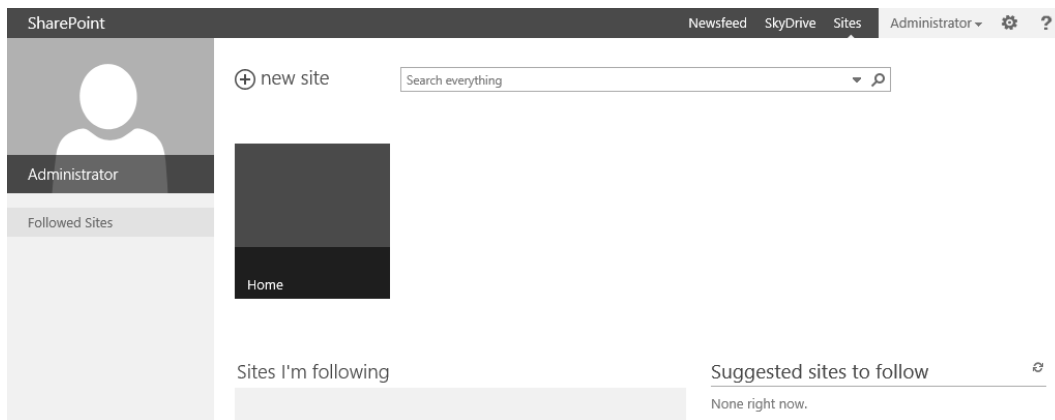 SharePoint
Newsfeed SkyDrive Sites Administrator ?
new site
Search everything
Administrator
Followed Sites
Home
Sites I'm following
Suggested sites to follow
None right now.